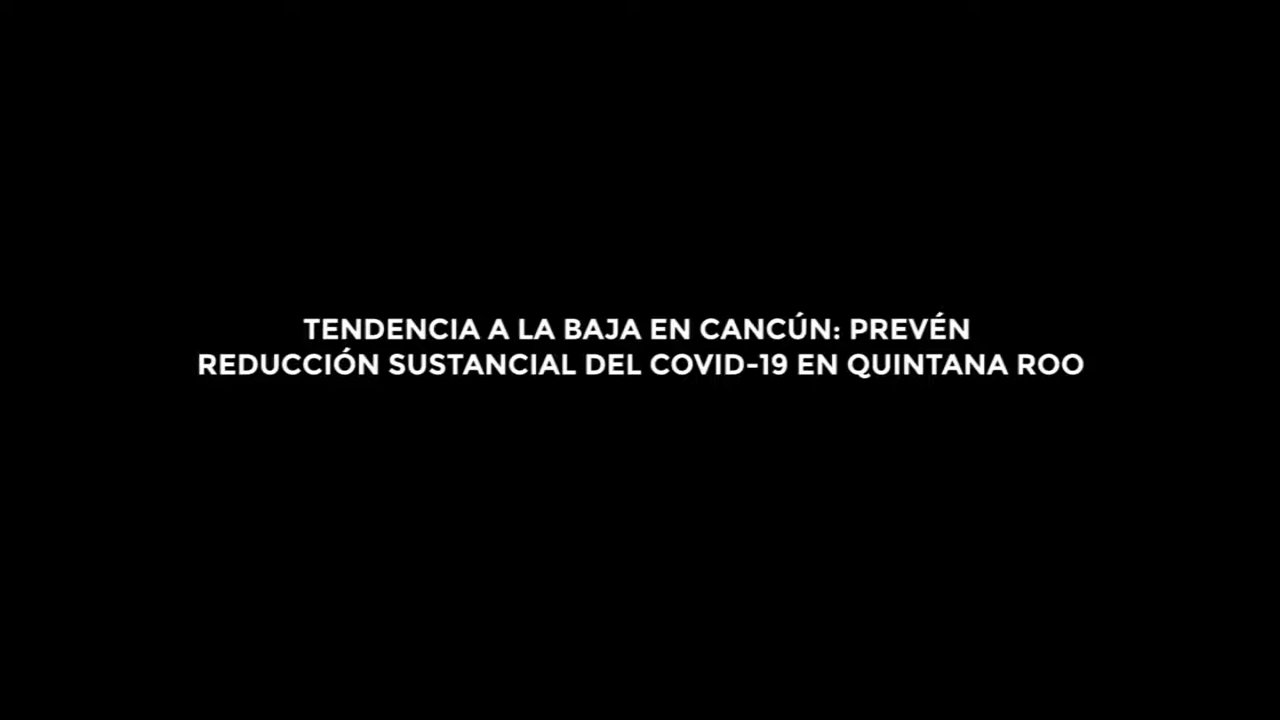 TENDENCIA A LA BAJA EN CANCÚN: PREVÉN
REDUCCIÓN SUSTANCIAL DEL COVID-19 EN QUINTANA ROO